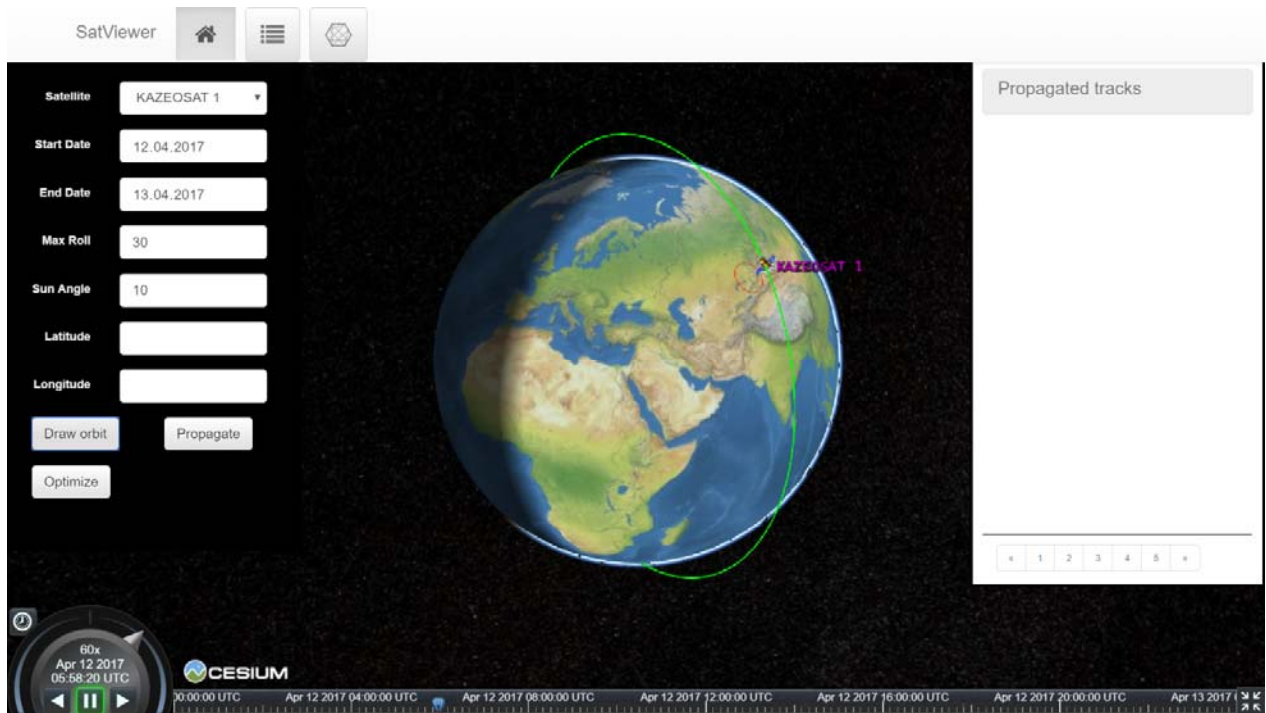 SatViewer
Satellite KAZEOSAT 1
Start Date 12.04.2017
End Date 13.04.2017
Max Roll 30
Sun Angle 10
Latitude
Longitude
Draw orbit Propagate
Optimize
KAZEOSAT 1
Propagated tracks
« 1 2 3 4 5 »
60x
Apr 12 2017
05:58:20 UTC
CESIUM
0:00:00 UTC Apr 12 2017 04:00:00 UTC Apr 12 2017 08:00:00 UTC Apr 12 2017 12:00:00 UTC Apr 12 2017 16:00:00 UTC Apr 12 2017 20:00:00 UTC Apr 13 2017